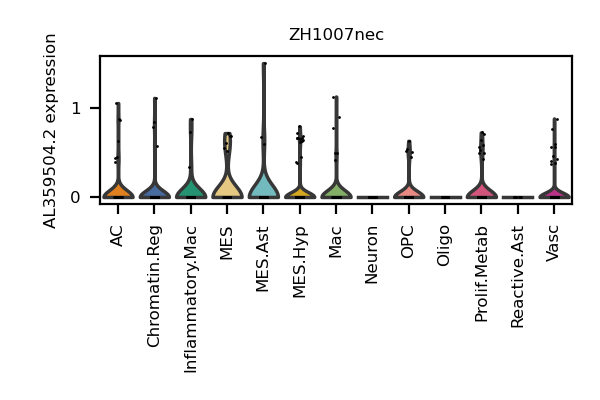 ZH1007nec
AL359504.2 expression
1
0
AC
Chromatin.Reg
Inflammatory.Mac
MES
MES.Ast
MES.Hyp
Mac
Neuron
OPC
Oligo
Prolif.Metab
Reactive.Ast
Vasc